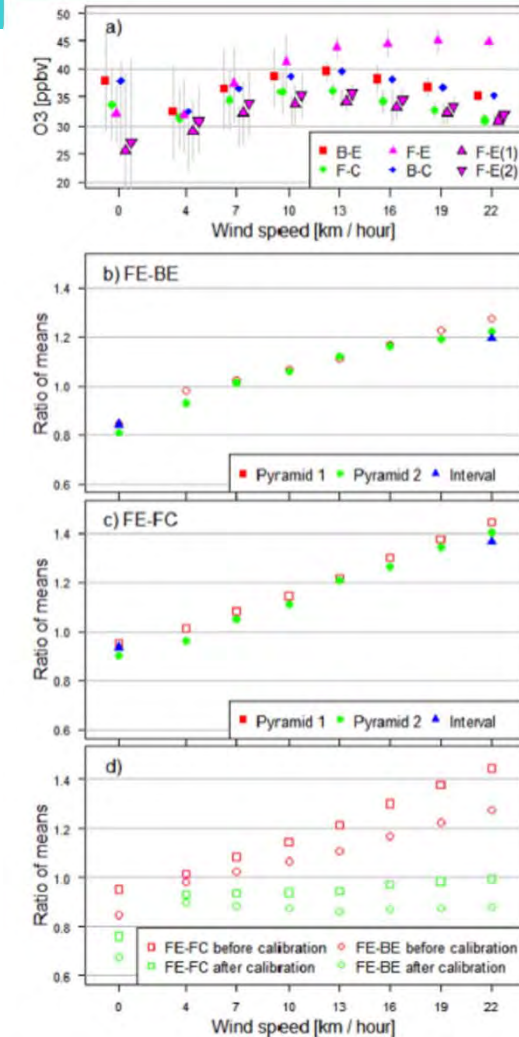 a)
O3 [ppbv]
50
45
40
35
30
25
20
B-E F-E F-E(1)
F-C B-C F-E(2)
0 4 7 10 13 16 19 22
Wind speed [km / hour]
b) FE-BE
Ratio of means
1.4
1.2
1.0
0.8
0.6
Pyramid 1 Pyramid 2 Interval
c) FE-FC
Ratio of means
1.4
1.2
1.0
0.8
0.6
Pyramid 1 Pyramid 2 Interval
d)
Ratio of means
1.4
1.2
1.0
0.8
0.6
FE-FC before calibration FE-BE before calibration
FE-FC after calibration FE-BE after calibration
0 4 7 10 13 16 19 22
Wind speed [km / hour]